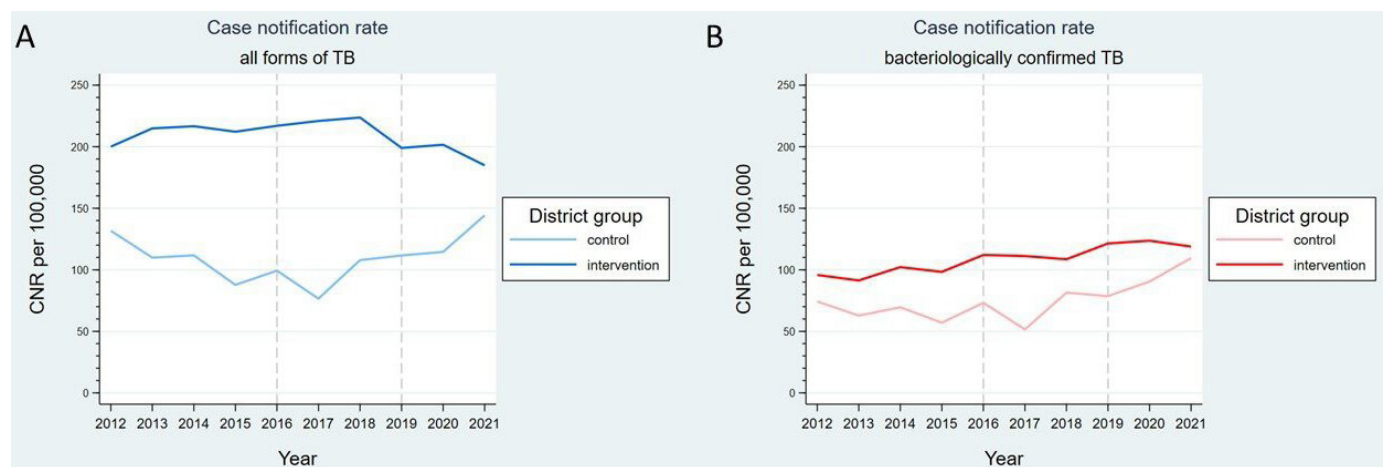 A
Case notification rate
all forms of TB
CNR per 100,000
250
200
150
100
50
0
2012 2013 2014 2015 2016 2017 2018 2019 2020 2021
Year
District group
control
intervention
B
Case notification rate
bacteriologically confirmed TB
CNR per 100,000
250
200
150
100
50
0
2012 2013 2014 2015 2016 2017 2018 2019 2020 2021
Year
District group
control
intervention